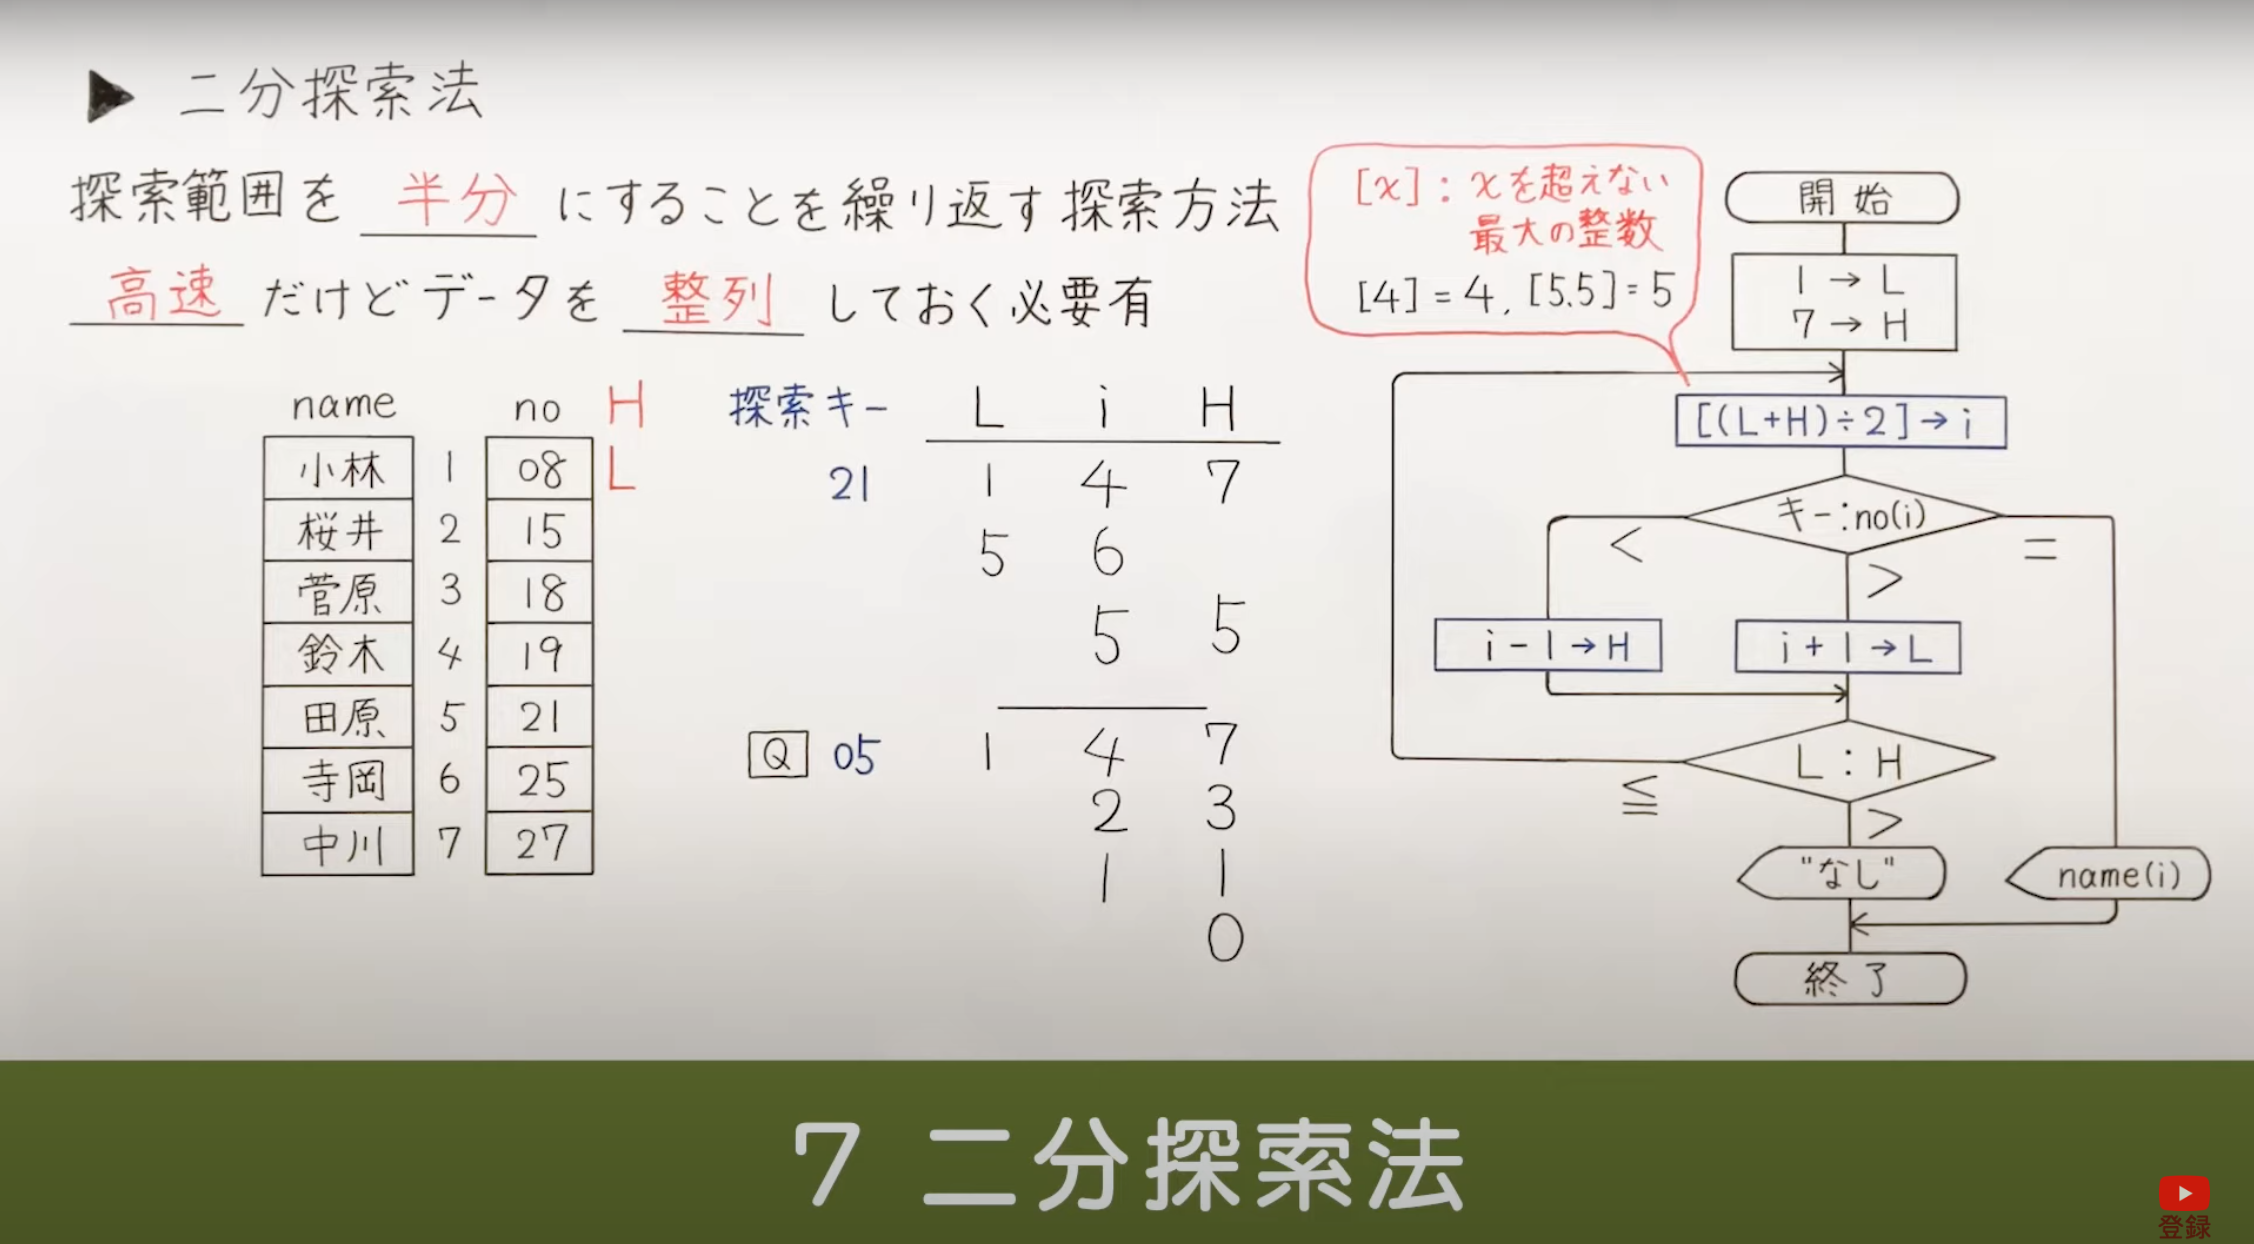 ▶ 二分探索法
探索範囲を 半分 にすることを繰り返す探索方法
高速 だけどデータを 整列 しておく必要有
name no H
小林 1 08 L
桜井 2 15
菅原 3 18
鈴木 4 19
田原 5 21
寺岡 6 25
中川 7 27
探索キー L i H
21 1 4 7
5 6
5 5
Q 05 1 4 7
2 3
1 1
0
[x]:xを超えない
最大の整数
[4]=4, [5.5]=5
開始
1→L
7→H
[(L+H)÷2]→i
キー:no(i)
<
>
=
i-1→H
i+1→L
L:H
≦
>
"なし"
name(i)
終了
7 二分探索法
登録